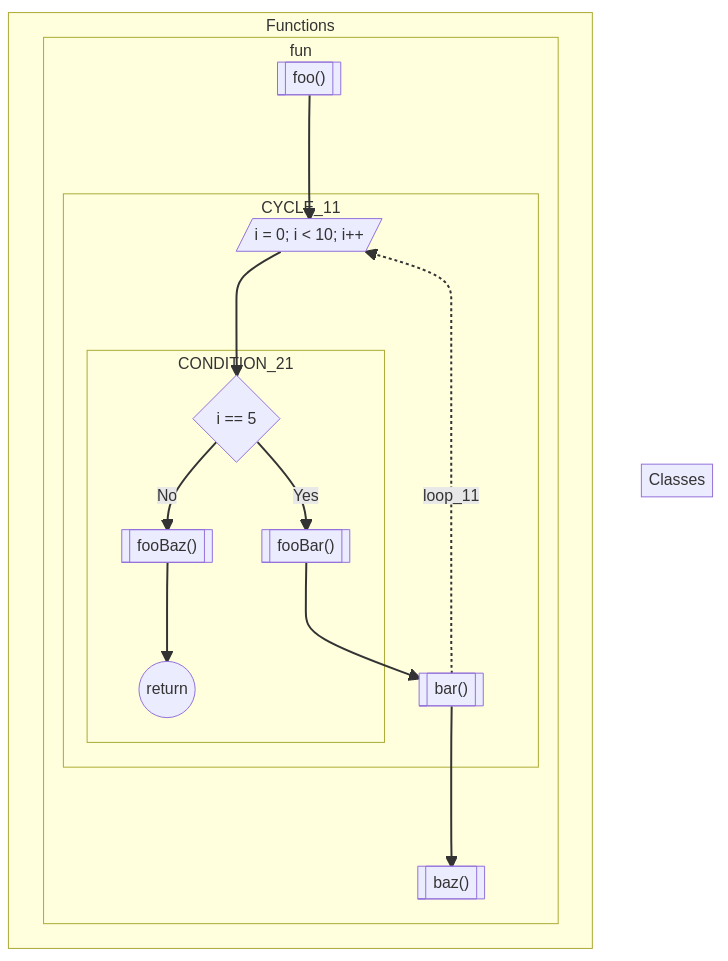 Functions
fun
foo()
CYCLE_11
i = 0; i < 10; i++
CONDITION_21
i == 5
No
Yes
loop_11
Classes
fooBaz()
fooBar()
return
bar()
baz()